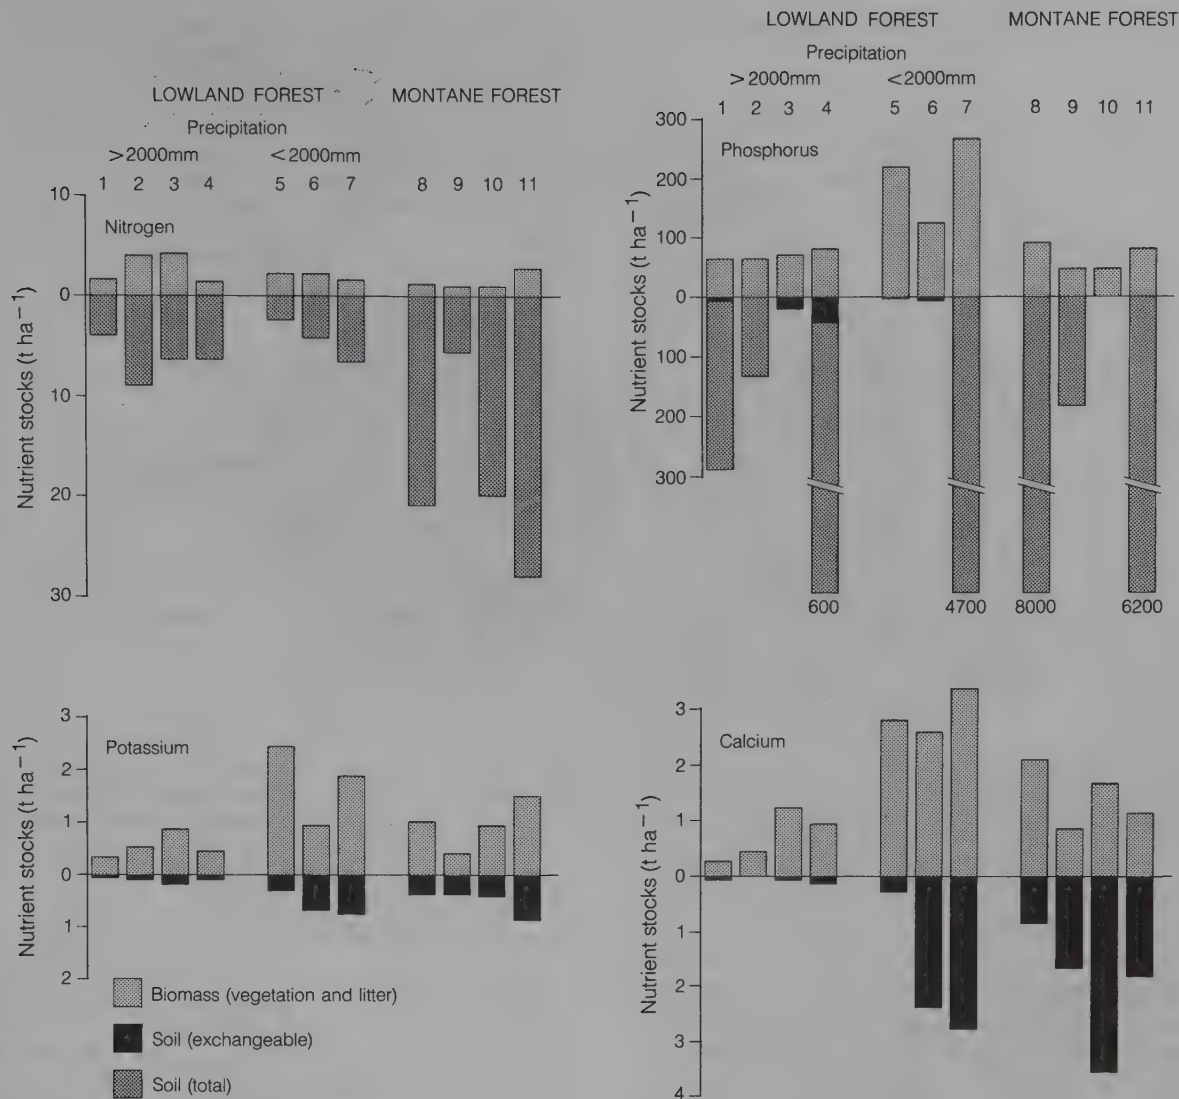 LOWLAND FOREST MONTANE FOREST
Precipitation
>2000mm <2000mm
1 2 3 4 5 6 7 8 9 10 11
10
Nitrogen
0
10
20
30
Nutrient stocks (t ha−1)
LOWLAND FOREST MONTANE FOREST
Precipitation
>2000mm <2000mm
1 2 3 4 5 6 7 8 9 10 11
300
Phosphorus
200
100
0
100
200
300
600 4700 8000 6200
Nutrient stocks (t ha−1)
3
Potassium
2
1
0
1
2
Nutrient stocks (t ha−1)
Biomass (vegetation and litter)
Soil (exchangeable)
Soil (total)
3
Calcium
2
1
0
1
2
3
4
Nutrient stocks (t ha−1)